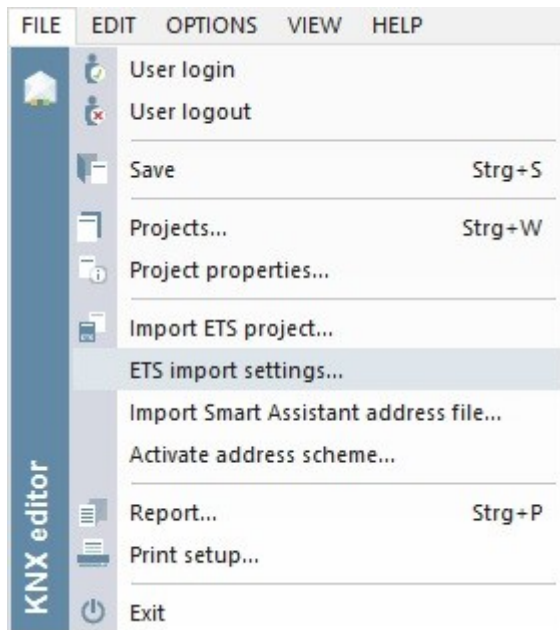 FILE EDIT OPTIONS VIEW HELP
User login
User logout
Save Strg+S
Projects... Strg+W
Project properties...
Import ETS project...
ETS import settings...
Import Smart Assistant address file...
Activate address scheme...
Report... Strg+P
Print setup...
Exit
KNX editor